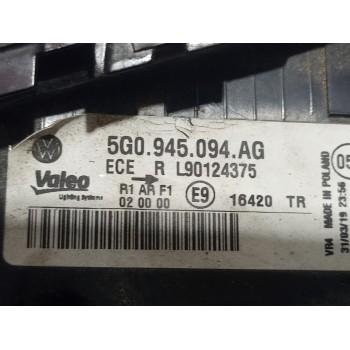 5G0.945.094.AG
ECE R L90124375
Valeo
Lighting Systems
R1 AR F1
02 00 00
E9
16420 TR
05
VR4 MADE IN POLAND
31/03/19 23:56